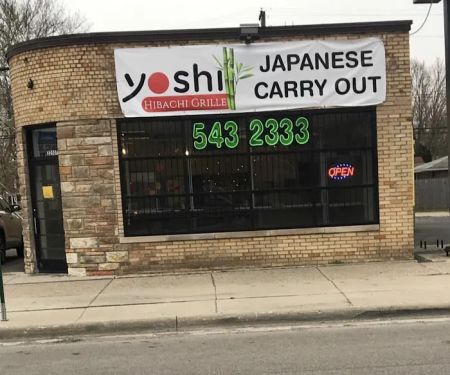 yoshi
HIBACHI GRILLE
JAPANESE
CARRY OUT
543 2333
OPEN